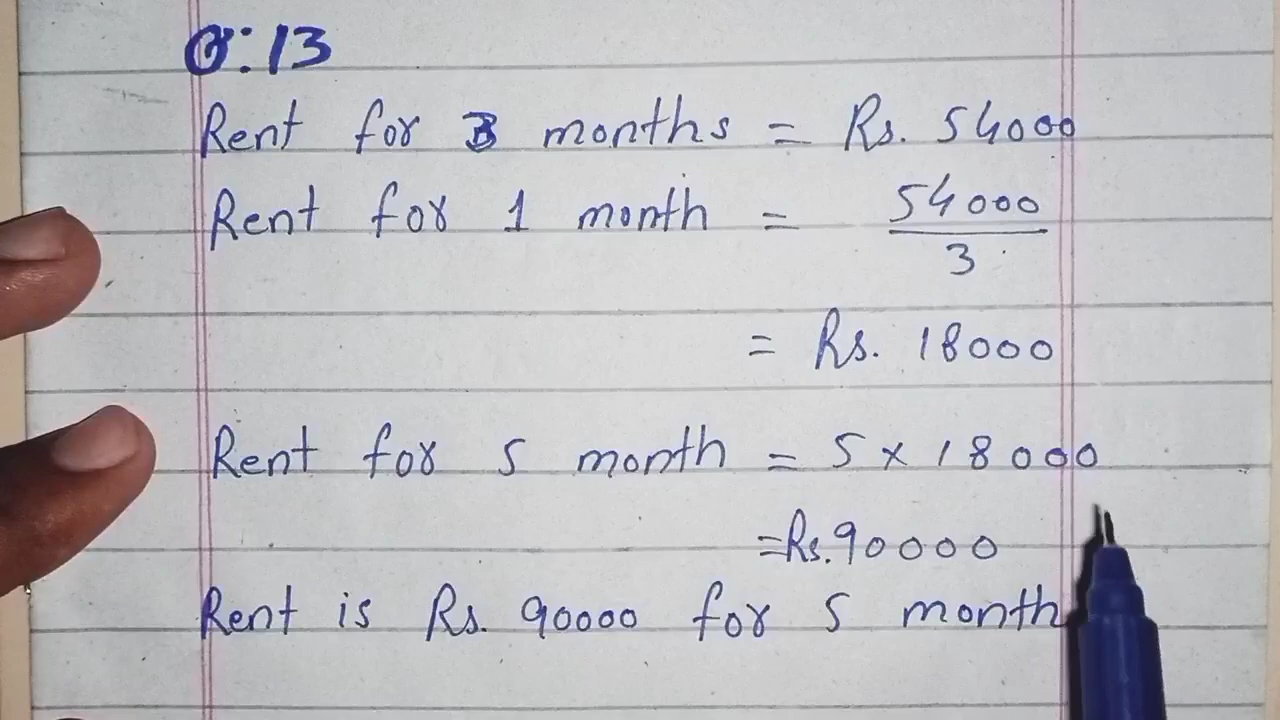 Q:13
Rent for 3 months = Rs. 54000
Rent for 1 month = 54000
3
= Rs. 18000
Rent for 5 month = 5 × 18000
=Rs.90000
Rent is Rs. 90000 for 5 month